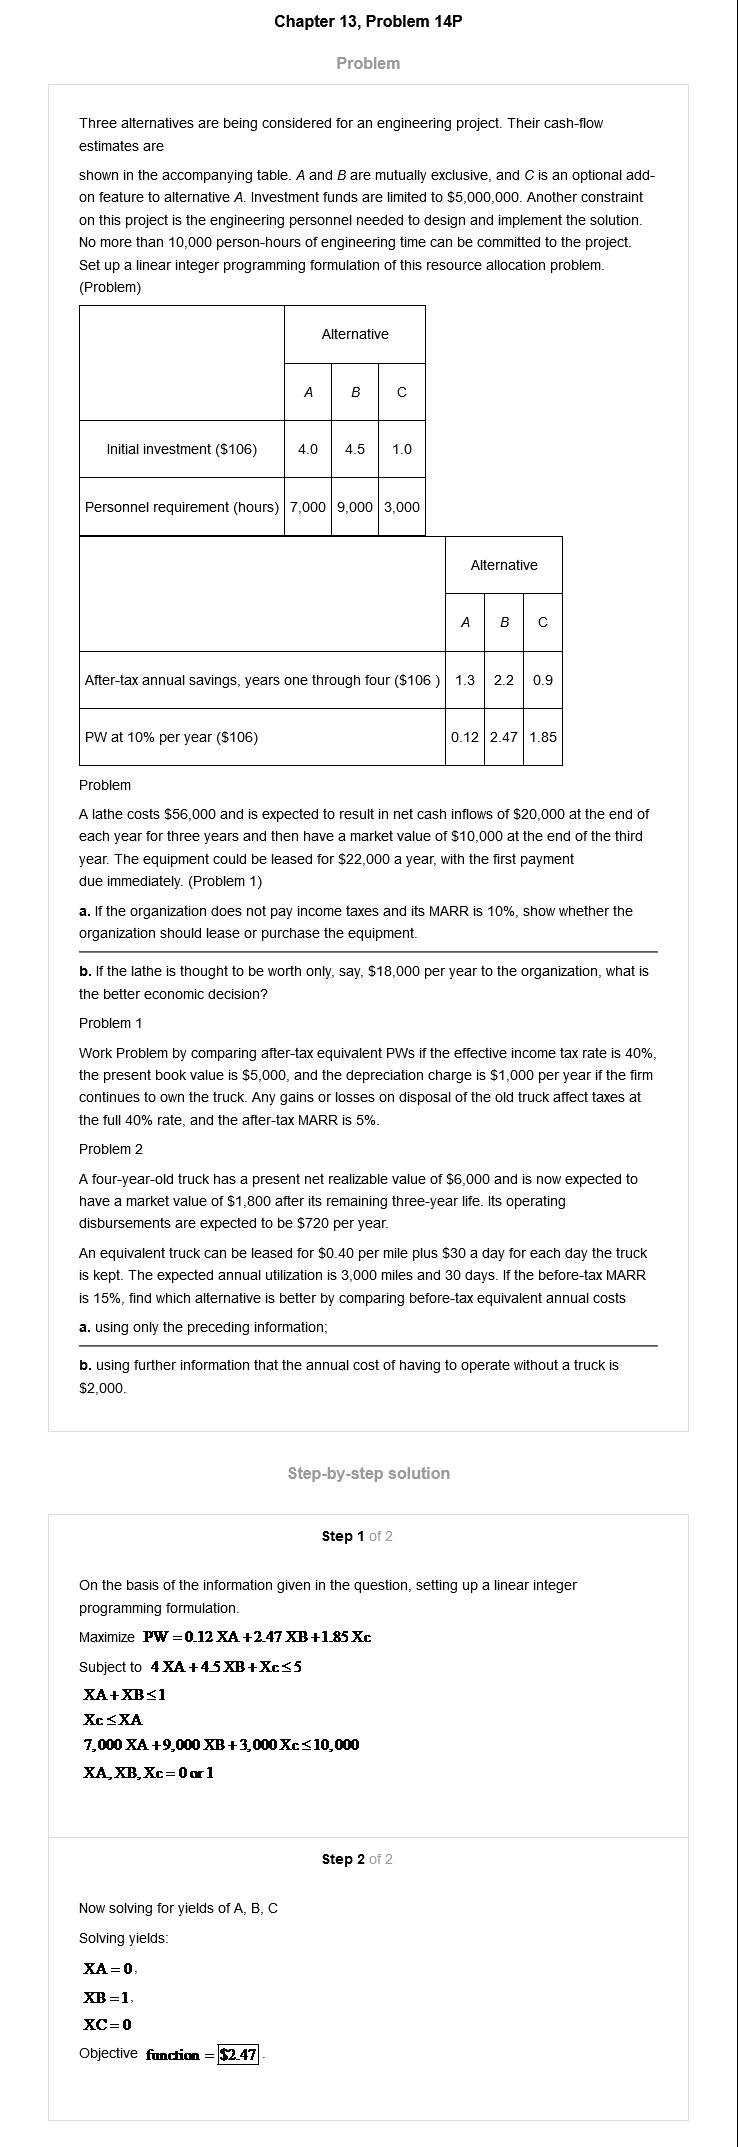 Chapter 13, Problem 14P
Problem
Three alternatives are being considered for an engineering project. Their cash-flow
estimates are
shown in the accompanying table. A and B are mutually exclusive, and C is an optional add-
on feature to alternative A. Investment funds are limited to $5,000,000. Another constraint
on this project is the engineering personnel needed to design and implement the solution.
No more than 10,000 person-hours of engineering time can be committed to the project.
Set up a linear integer programming formulation of this resource allocation problem.
(Problem)
Alternative
A B C
Initial investment ($106) 4.0 4.5 1.0
Personnel requirement (hours) 7,000 9,000 3,000
Alternative
A B C
After-tax annual savings, years one through four ($106 ) 1.3 2.2 0.9
PW at 10% per year ($106) 0.12 2.47 1.85
Problem
A lathe costs $56,000 and is expected to result in net cash inflows of $20,000 at the end of
each year for three years and then have a market value of $10,000 at the end of the third
year. The equipment could be leased for $22,000 a year, with the first payment
due immediately. (Problem 1)
a. If the organization does not pay income taxes and its MARR is 10%, show whether the
organization should lease or purchase the equipment.
b. If the lathe is thought to be worth only, say, $18,000 per year to the organization, what is
the better economic decision?
Problem 1
Work Problem by comparing after-tax equivalent PWs if the effective income tax rate is 40%,
the present book value is $5,000, and the depreciation charge is $1,000 per year if the firm
continues to own the truck. Any gains or losses on disposal of the old truck affect taxes at
the full 40% rate, and the after-tax MARR is 5%.
Problem 2
A four-year-old truck has a present net realizable value of $6,000 and is now expected to
have a market value of $1,800 after its remaining three-year life. Its operating
disbursements are expected to be $720 per year.
An equivalent truck can be leased for $0.40 per mile plus $30 a day for each day the truck
is kept. The expected annual utilization is 3,000 miles and 30 days. If the before-tax MARR
is 15%, find which alternative is better by comparing before-tax equivalent annual costs
a. using only the preceding information;
b. using further information that the annual cost of having to operate without a truck is
$2,000.
Step-by-step solution
Step 1 of 2
On the basis of the information given in the question, setting up a linear integer
programming formulation.
Maximize PW = 0.12 XA + 2.47 XB + 1.85 Xc
Subject to 4 XA + 4.5 XB + Xc ≤ 5
XA + XB ≤ 1
Xc ≤ XA
7,000 XA + 9,000 XB + 3,000 Xc ≤ 10,000
XA, XB, Xc = 0 or 1
Step 2 of 2
Now solving for yields of A, B, C
Solving yields:
XA = 0,
XB = 1,
XC = 0
Objective function = $2.47.